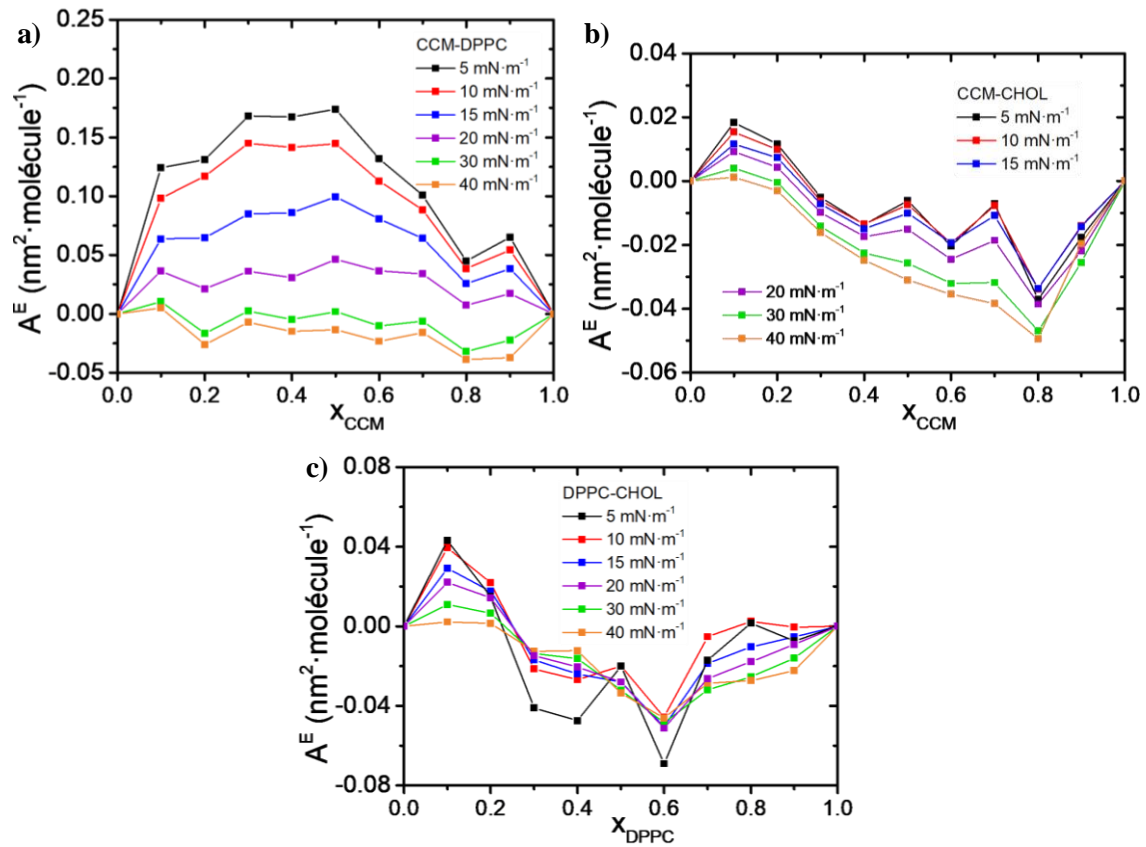 a)
0.25
0.20
0.15
0.10
0.05
0.00
-0.05
A^E (nm²·molécule⁻¹)
CCM-DPPC
5 mN·m⁻¹
10 mN·m⁻¹
15 mN·m⁻¹
20 mN·m⁻¹
30 mN·m⁻¹
40 mN·m⁻¹
0.0 0.2 0.4 0.6 0.8 1.0
X_CCM
b)
0.04
0.02
0.00
-0.02
-0.04
-0.06
A^E (nm²·molécule⁻¹)
CCM-CHOL
5 mN·m⁻¹
10 mN·m⁻¹
15 mN·m⁻¹
20 mN·m⁻¹
30 mN·m⁻¹
40 mN·m⁻¹
0.0 0.2 0.4 0.6 0.8 1.0
X_CCM
c)
0.08
0.04
0.00
-0.04
-0.08
A^E (nm²·molécule⁻¹)
DPPC-CHOL
5 mN·m⁻¹
10 mN·m⁻¹
15 mN·m⁻¹
20 mN·m⁻¹
30 mN·m⁻¹
40 mN·m⁻¹
0.0 0.2 0.4 0.6 0.8 1.0
X_DPPC